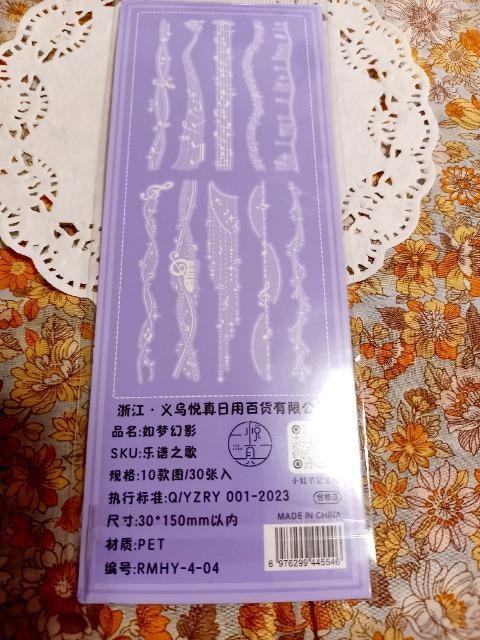 浙江·义乌悦真日用百货有限公
品名:如梦幻影
SKU:乐谱之歌
规格:10款图/30张入
执行标准:Q/YZRY 001-2023
合格证
尺寸:30*150mm以内
MADE IN CHINA
材质:PET
编号:RMHY-4-04
6 976299 445546